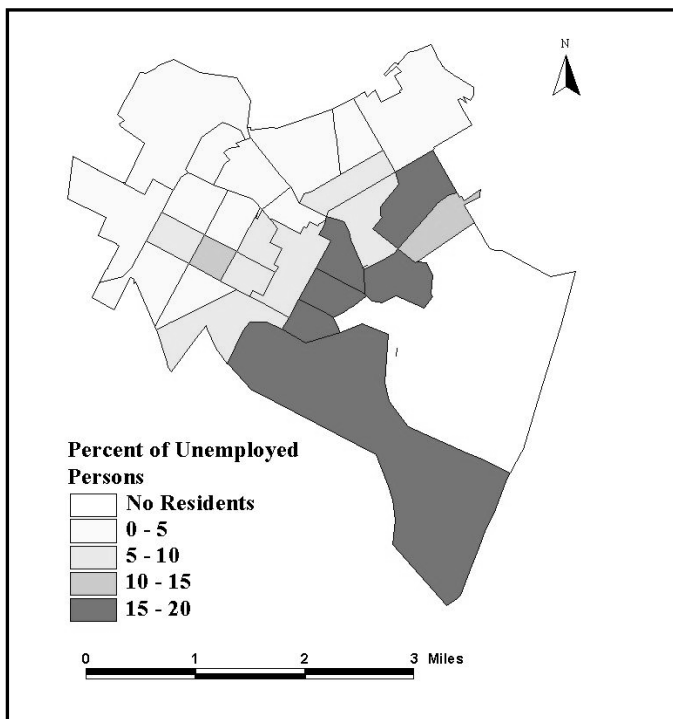 N
Percent of Unemployed
Persons
No Residents
0 - 5
5 - 10
10 - 15
15 - 20
0 1 2 3 Miles